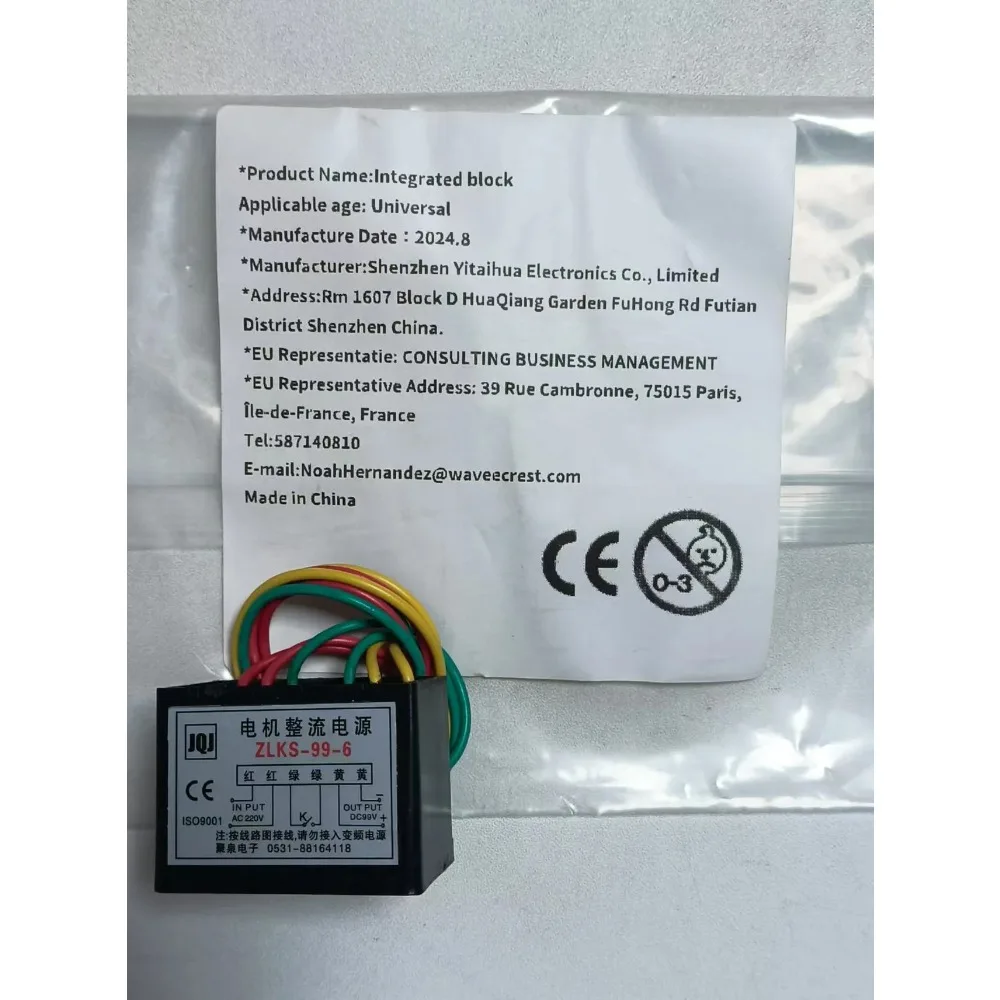 *Product Name:Integrated block
Applicable age: Universal
*Manufacture Date：2024.8
*Manufacturer:Shenzhen Yitaihua Electronics Co., Limited
*Address:Rm 1607 Block D HuaQiang Garden FuHong Rd Futian
District Shenzhen China.
*EU Representatie: CONSULTING BUSINESS MANAGEMENT
*EU Representative Address: 39 Rue Cambronne, 75015 Paris,
Île-de-France, France
Tel:587140810
E-mail:NoahHernandez@waveecrest.com
Made in China
CE
0-3
JQJ
电机整流电源
ZLKS-99-6
红 红 绿 绿 黄 黄
CE
ISO9001
IN PUT
AC 220V
K
OUT PUT
DC99V
- +
注:按线路图接线,请勿接入变频电源
聚泉电子 0531-88164118